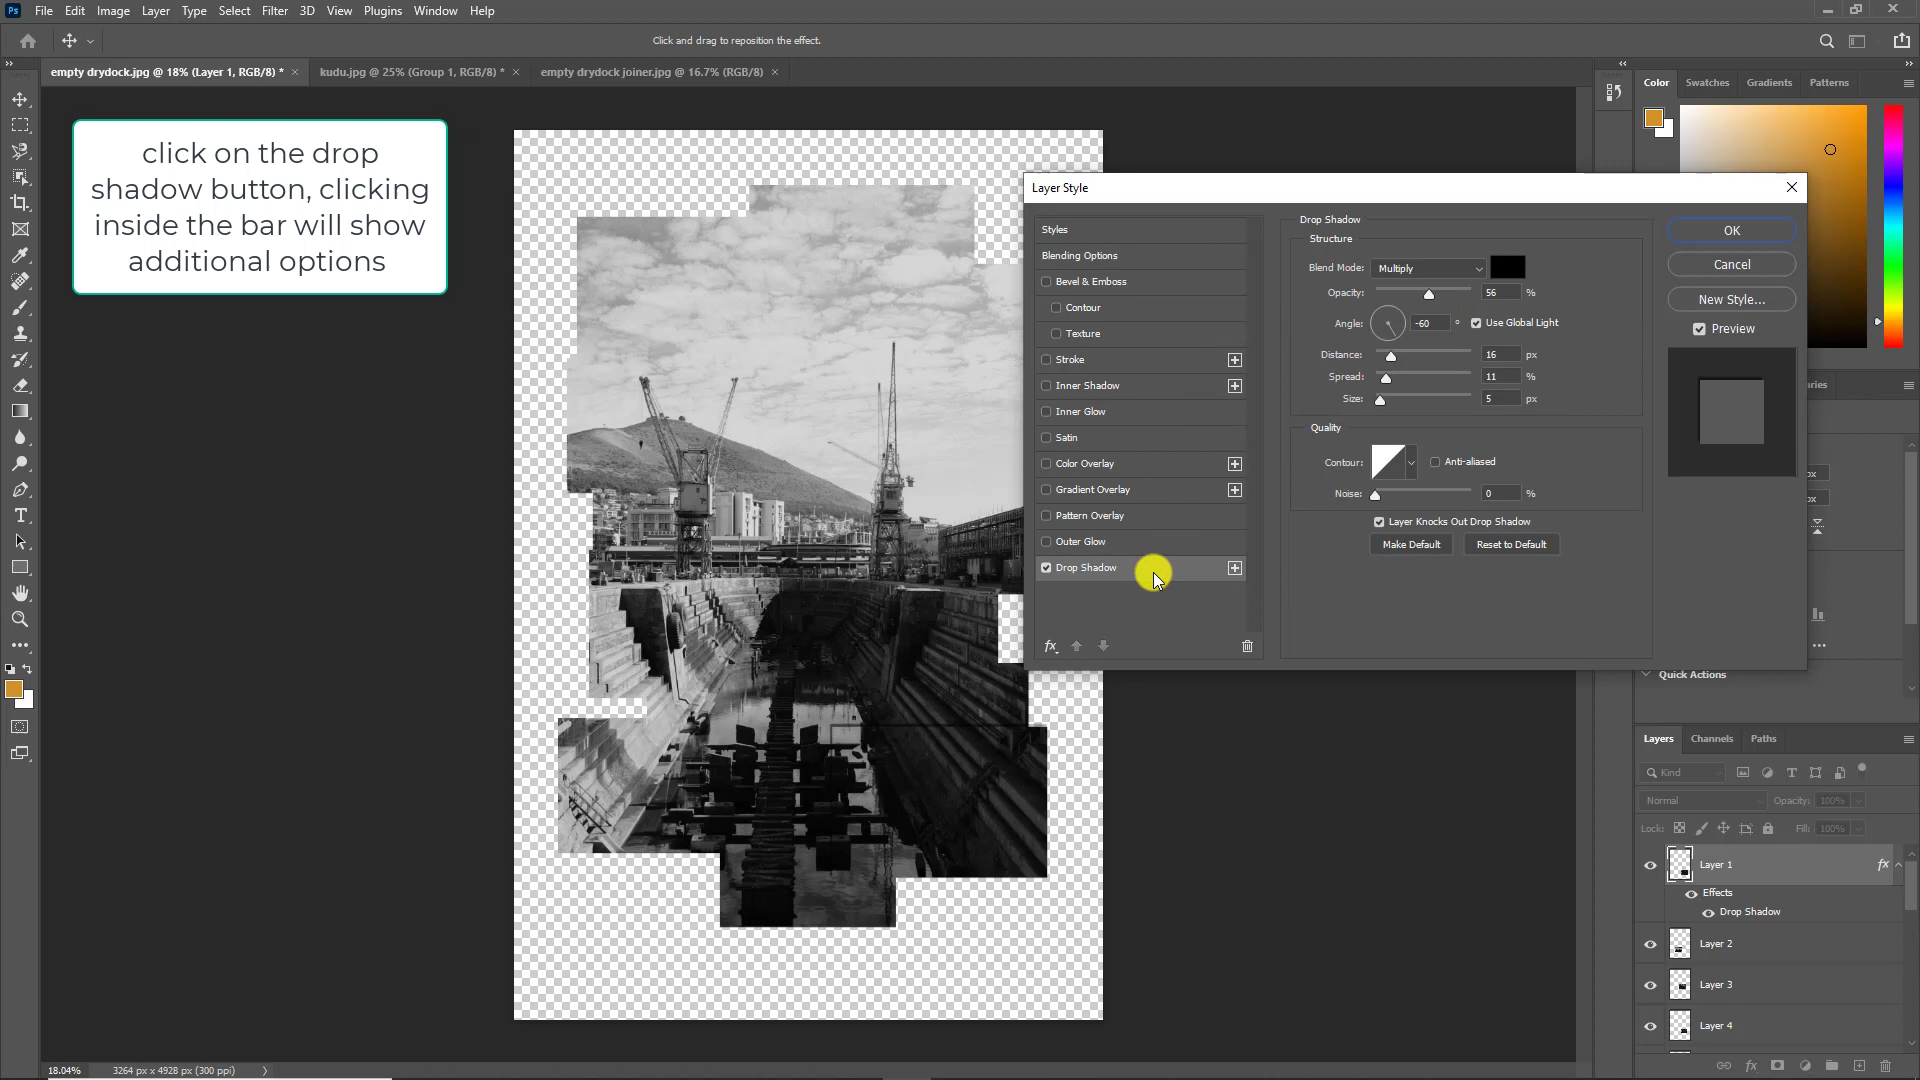 Ps File Edit Image Layer Type Select Filter 3D View Plugins Window Help
Click and drag to reposition the effect.
empty drydock.jpg @ 18% (Layer 1, RGB/8) * × kudu.jpg @ 25% (Group 1, RGB/8) * × empty drydock joiner.jpg @ 16.7% (RGB/8) ×
Color Swatches Gradients Patterns
click on the drop
shadow button, clicking
inside the bar will show
additional options
Layer Style
Styles
Blending Options
Bevel & Emboss
Contour
Texture
Stroke
Inner Shadow
Inner Glow
Satin
Color Overlay
Gradient Overlay
Pattern Overlay
Outer Glow
Drop Shadow
fx
Drop Shadow
Structure
Blend Mode: Multiply
Opacity: 56 %
Angle: -60 ° Use Global Light
Distance: 16 px
Spread: 11 %
Size: 5 px
Quality
Contour: Anti-aliased
Noise: 0 %
Layer Knocks Out Drop Shadow
Make Default Reset to Default
OK
Cancel
New Style...
Preview
aries
px
px
Quick Actions
Layers Channels Paths
Kind
Normal Opacity: 100%
Lock: Fill: 100%
Layer 1 fx
Effects
Drop Shadow
Layer 2
Layer 3
Layer 4
fx
18.04% 3264 px x 4928 px (300 ppi)